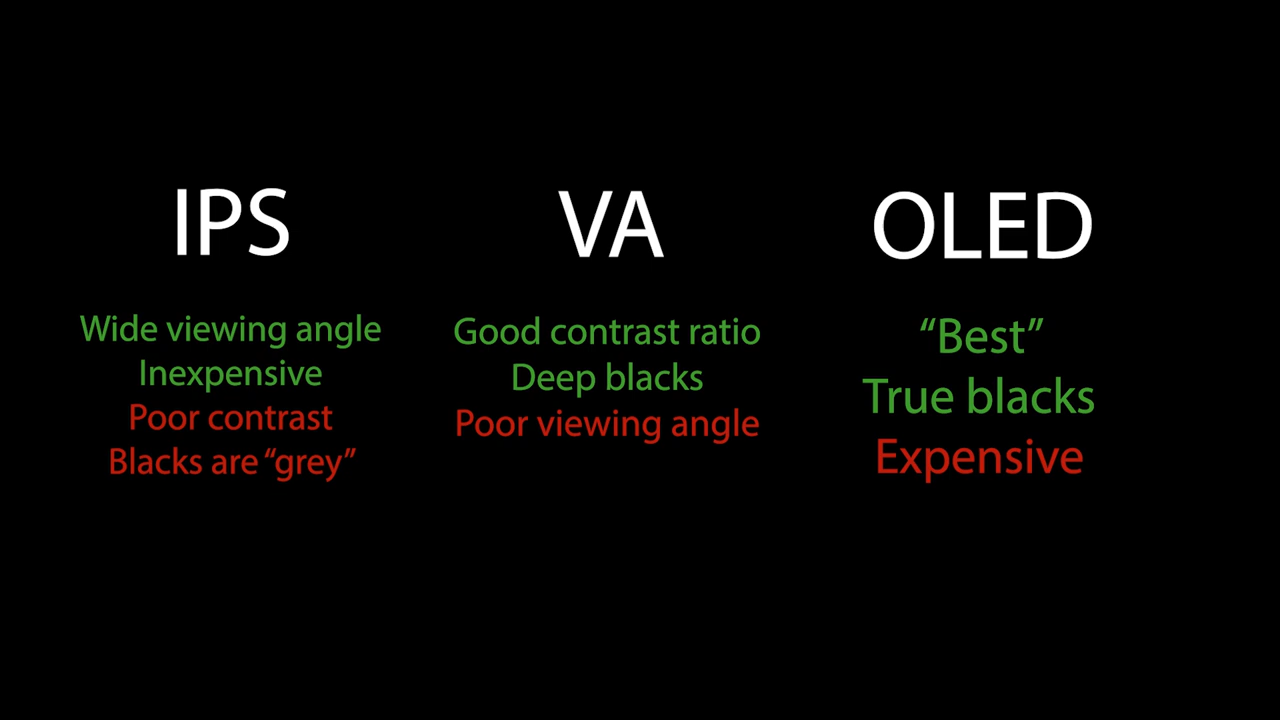 IPS
Wide viewing angle
Inexpensive
Poor contrast
Blacks are “grey”
VA
Good contrast ratio
Deep blacks
Poor viewing angle
OLED
“Best”
True blacks
Expensive